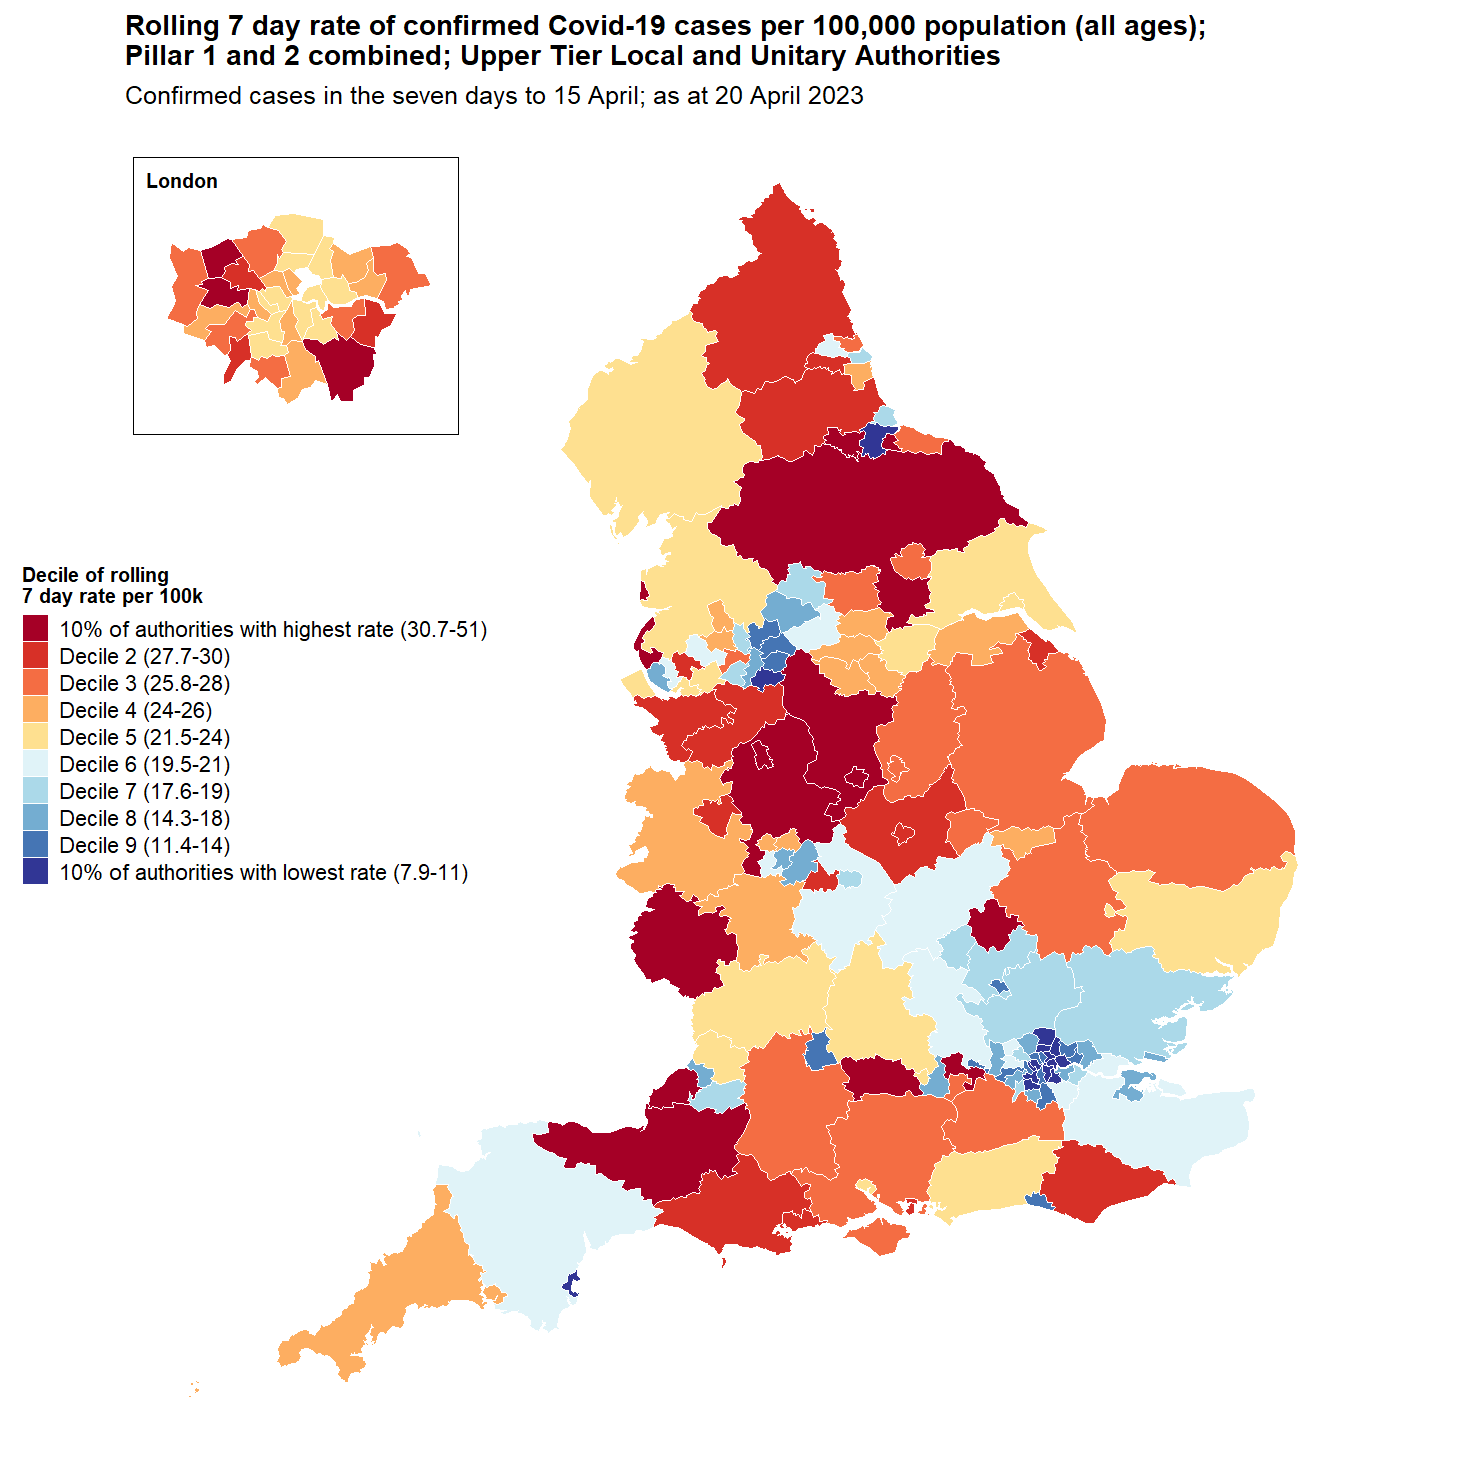 Rolling 7 day rate of confirmed Covid-19 cases per 100,000 population (all ages);
Pillar 1 and 2 combined; Upper Tier Local and Unitary Authorities
Confirmed cases in the seven days to 15 April; as at 20 April 2023
London
Decile of rolling
7 day rate per 100k
10% of authorities with highest rate (30.7-51)
Decile 2 (27.7-30)
Decile 3 (25.8-28)
Decile 4 (24-26)
Decile 5 (21.5-24)
Decile 6 (19.5-21)
Decile 7 (17.6-19)
Decile 8 (14.3-18)
Decile 9 (11.4-14)
10% of authorities with lowest rate (7.9-11)